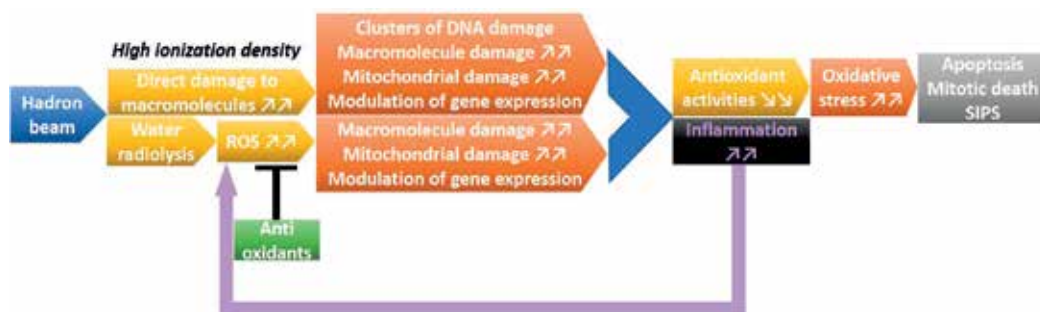 High ionization density
Hadron
beam
Direct damage to
macromolecules ↗↗
Water
radiolysis
ROS ↗↗
Clusters of DNA damage
Macromolecule damage ↗↗
Mitochondrial damage ↗↗
Modulation of gene expression
Macromolecule damage ↗↗
Mitochondrial damage ↗↗
Modulation of gene expression
Anti
oxidants
Antioxidant
activities ↘↘
Inflammation
↗↗
Oxidative
stress ↗↗
Apoptosis
Mitotic death
SIPS